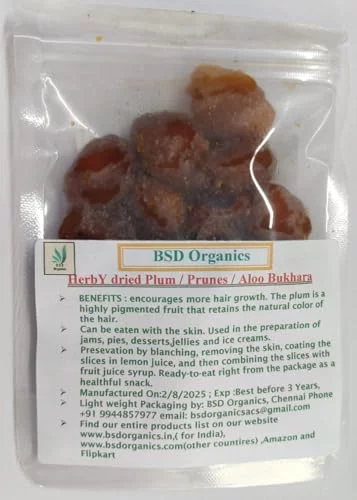 BSD Organics
HerbY dried Plum / Prunes / Aloo Bukhara
➤ BENEFITS : encourages more hair growth. The plum is a
highly pigmented fruit that retains the natural color of
the hair.
➤ Can be eaten with the skin. Used in the preparation of
jams, pies, desserts,jellies and ice creams.
➤ Presevation by blanching, removing the skin, coating the
slices in lemon juice, and then combining the slices with
fruit juice syrup. Ready-to-eat right from the package as a
healthful snack.
➤ Manufactured On:2/8/2025 ; Exp :Best before 3 Years,
➤ Light weight Packaging by: BSD Organics, Chennai Phone
+91 9944857977 email: bsdorganicsacs@gmail.com
➤ Find our entire products list on our website
www.bsdorganics.in,( for India),
www.bsdorganics.com(other countires) ,Amazon and
Flipkart